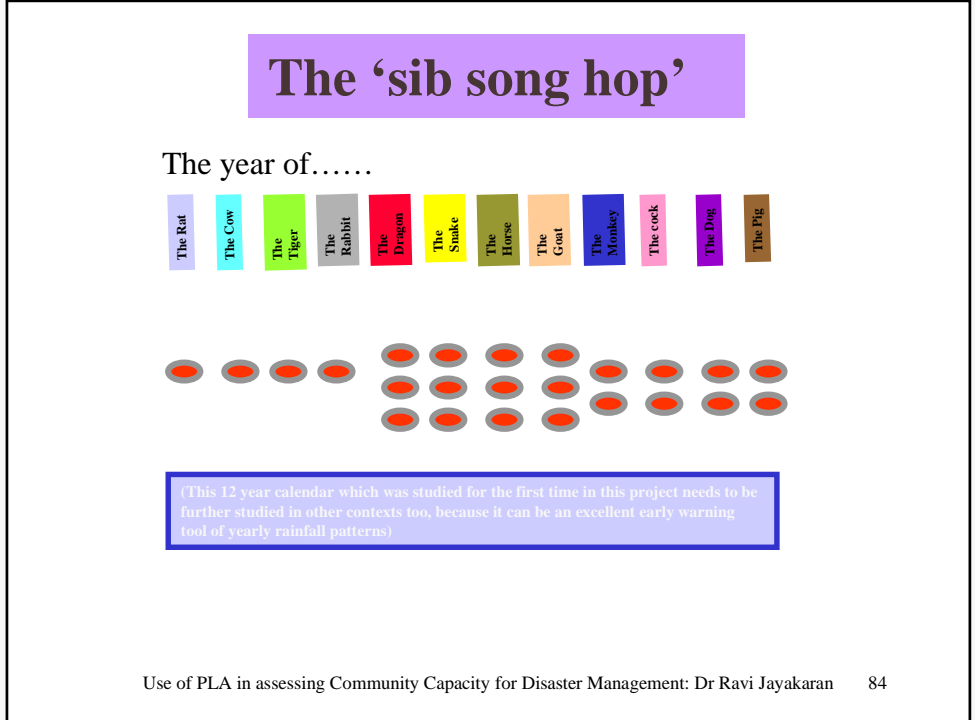 The ‘sib song hop’
The year of……
The Rat
The Cow
The
Tiger
The
Rabbit
The
Dragon
The
Snake
The
Horse
The
Goat
The
Monkey
The cock
The Dog
The Pig
(This 12 year calendar which was studied for the first time in this project needs to be
further studied in other contexts too, because it can be an excellent early warning
tool of yearly rainfall patterns)
Use of PLA in assessing Community Capacity for Disaster Management: Dr Ravi Jayakaran 84